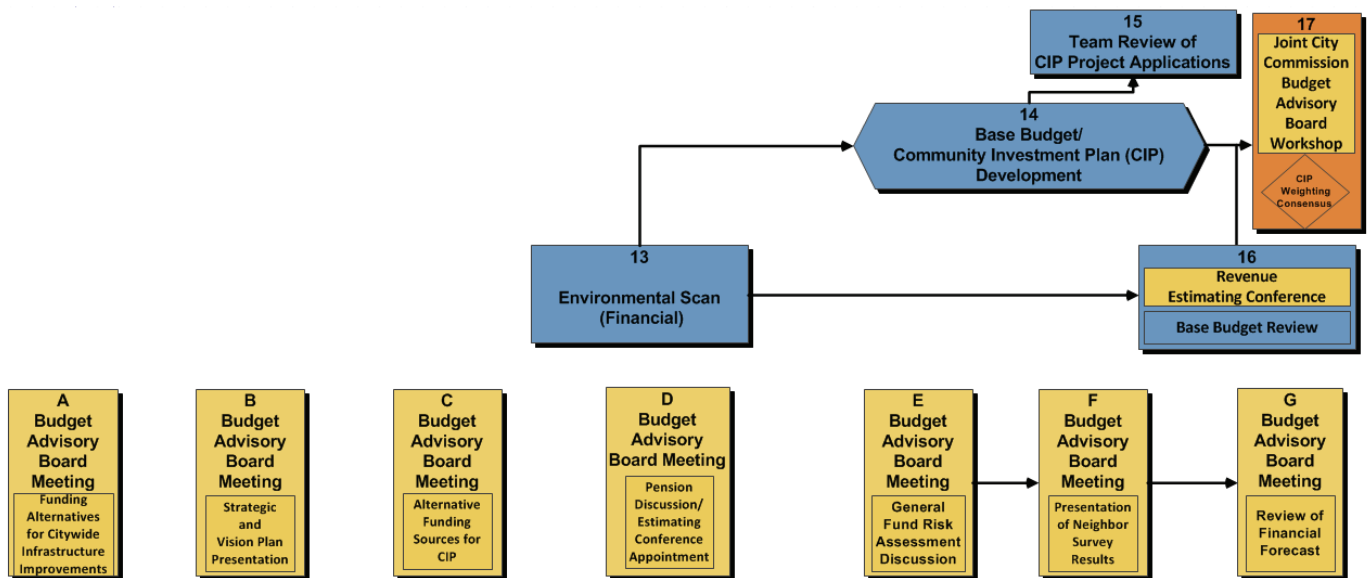 15
Team Review of
CIP Project Applications
17
Joint City
Commission
Budget
Advisory
Board
Workshop
CIP
Weighting
Consensus
14
Base Budget/
Community Investment Plan (CIP)
Development
13
Environmental Scan
(Financial)
16
Revenue
Estimating Conference
Base Budget Review
A
Budget
Advisory
Board
Meeting
Funding
Alternatives
for Citywide
Infrastructure
Improvements
B
Budget
Advisory
Board
Meeting
Strategic
and
Vision Plan
Presentation
C
Budget
Advisory
Board
Meeting
Alternative
Funding
Sources for
CIP
D
Budget
Advisory
Board Meeting
Pension
Discussion/
Estimating
Conference
Appointment
E
Budget
Advisory
Board
Meeting
General
Fund Risk
Assessment
Discussion
F
Budget
Advisory
Board
Meeting
Presentation
of Neighbor
Survey
Results
G
Budget
Advisory
Board
Meeting
Review of
Financial
Forecast